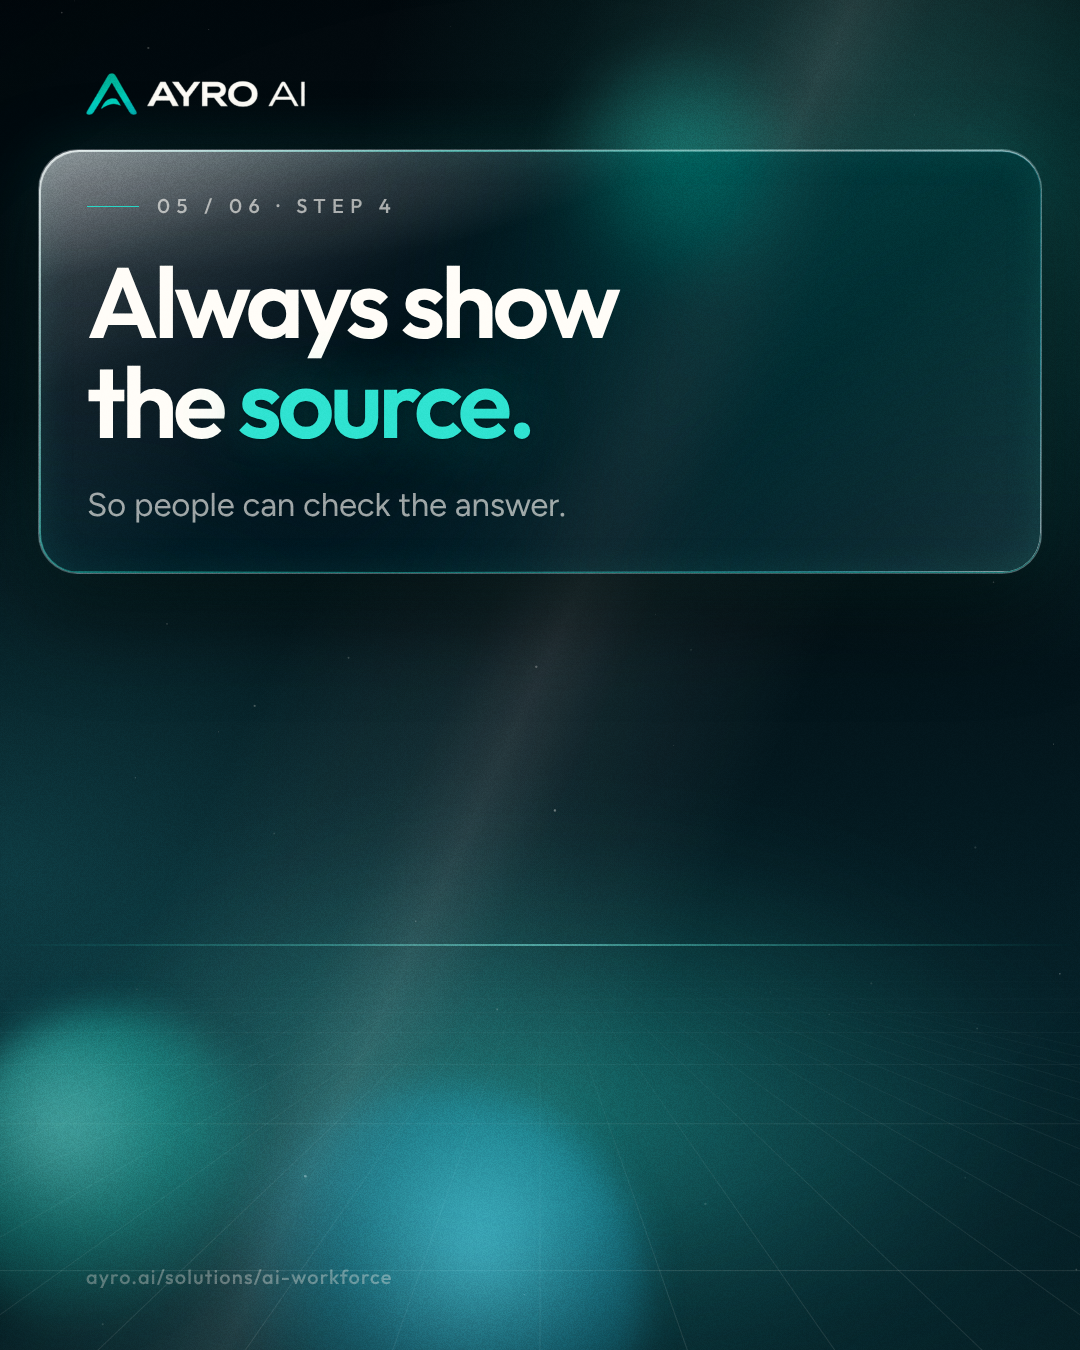 AYRO AI
05 / 06 · STEP 4
Always show
the source.
So people can check the answer.
ayro.ai/solutions/ai-workforce